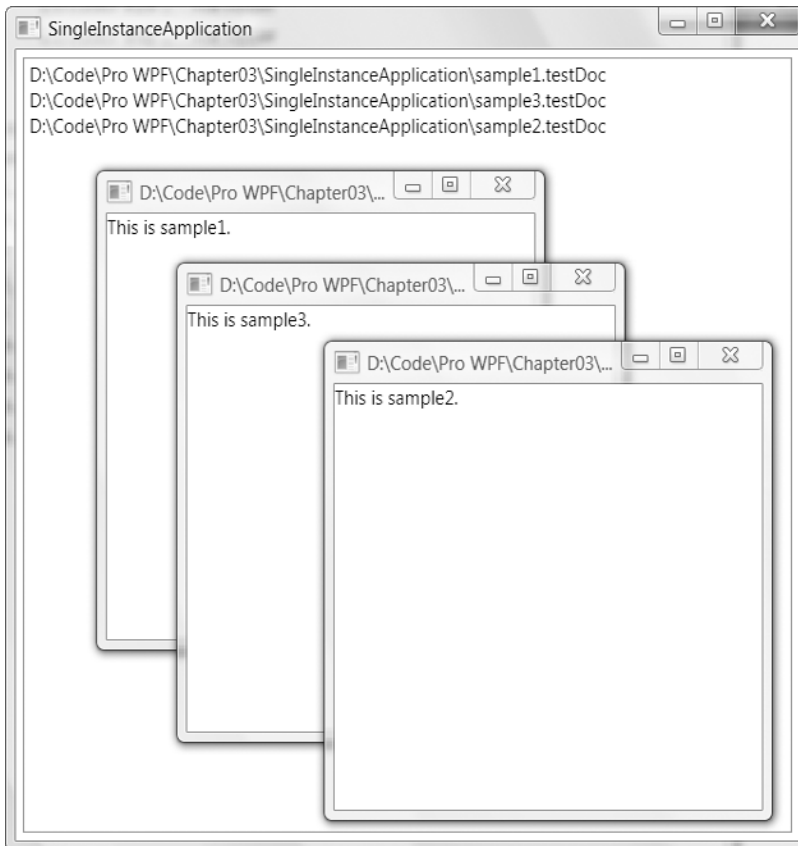 SingleInstanceApplication
D:\Code\Pro WPF\Chapter03\SingleInstanceApplication\sample1.testDoc
D:\Code\Pro WPF\Chapter03\SingleInstanceApplication\sample3.testDoc
D:\Code\Pro WPF\Chapter03\SingleInstanceApplication\sample2.testDoc
D:\Code\Pro WPF\Chapter03\...
This is sample1.
D:\Code\Pro WPF\Chapter03\...
This is sample3.
D:\Code\Pro WPF\Chapter03\...
This is sample2.